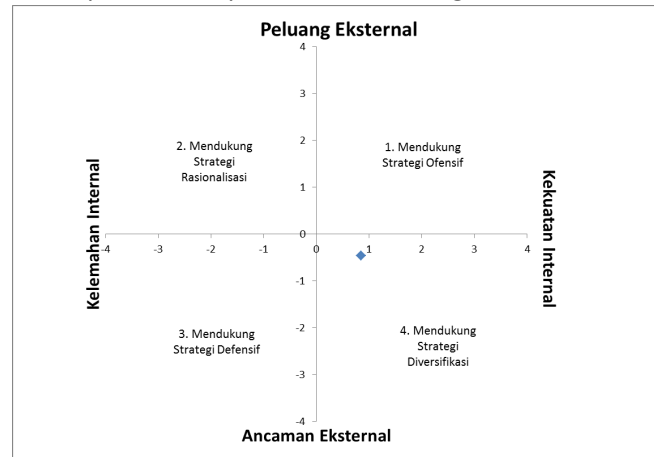 Peluang Eksternal
4
3
2
1
0
-1
-2
-3
-4
-4
-3
-2
-1
0
1
2
3
4
2. Mendukung
Strategi
Rasionalisasi
1. Mendukung
Strategi Ofensif
Kelemahan Internal
Kekuatan Internal
3. Mendukung
Strategi Defensif
4. Mendukung
Strategi
Diversifikasi
Ancaman Eksternal